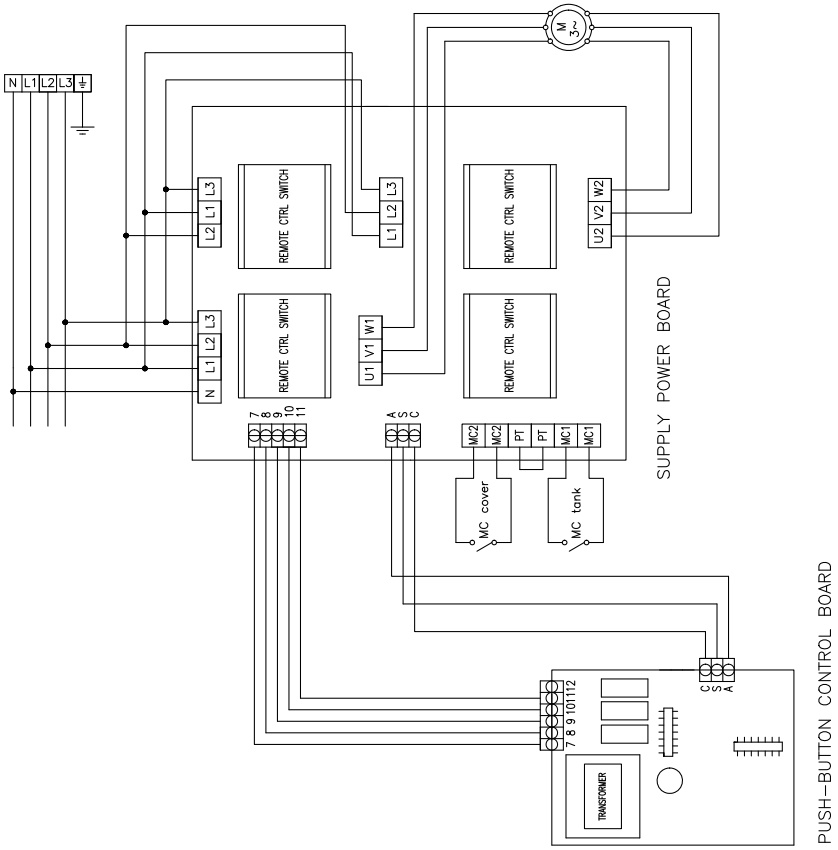 N L1 L2 L3
M
3~
L2 L1 L3
REMOTE CTRL SWITCH
L1 L2 L3
REMOTE CTRL SWITCH
U2 V2 W2
N L1 L2 L3
REMOTE CTRL SWITCH
U1 V1 W1
REMOTE CTRL SWITCH
7
8
9
10
11
A
S
C
MC2
MC2
PT
PT
MC1
MC1
MC cover
MC tank
SUPPLY POWER BOARD
7 8 9 10 11 12
C
S
A
TRANSFORMER
PUSH-BUTTON CONTROL BOARD